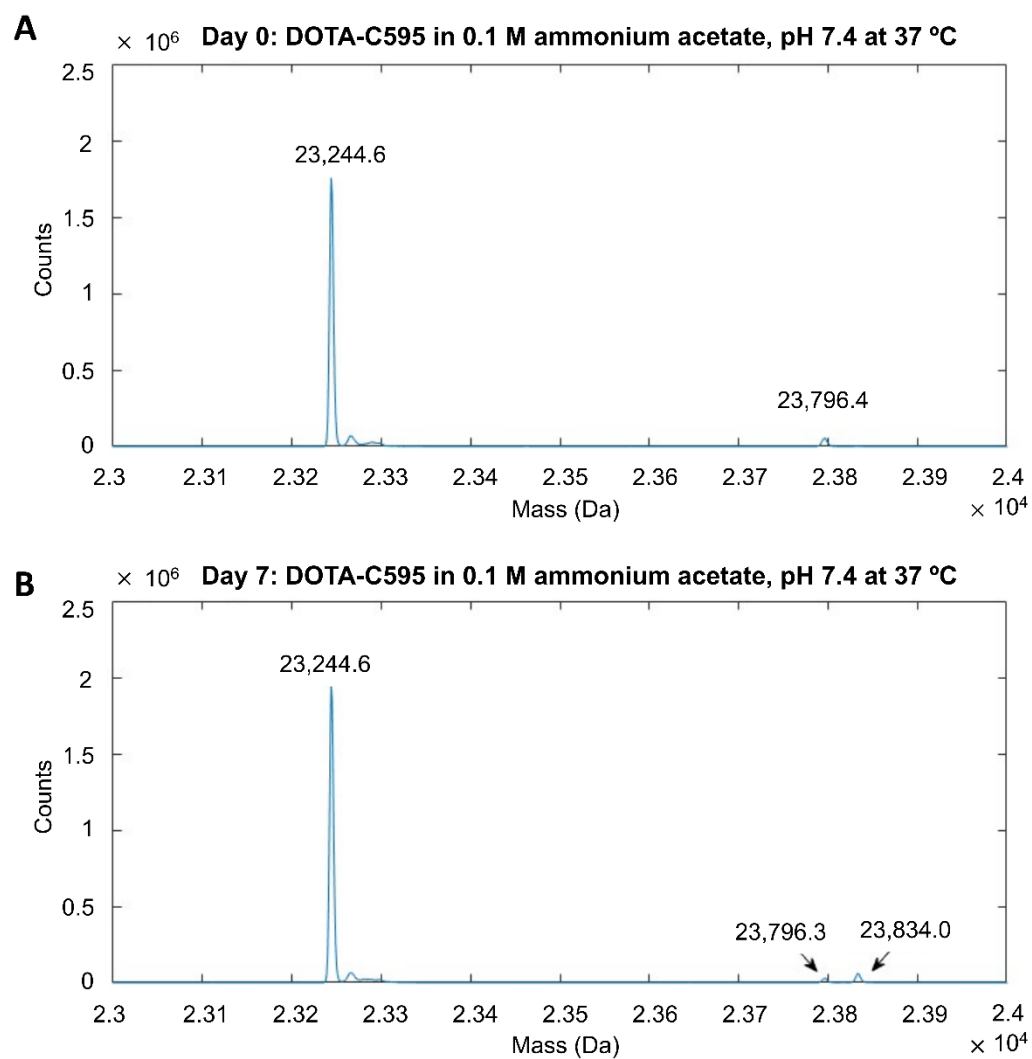 A
× 10⁶ Day 0: DOTA-C595 in 0.1 M ammonium acetate, pH 7.4 at 37 ºC
2.5
2
1.5
1
0.5
0
Counts
23,244.6
23,796.4
2.3 2.31 2.32 2.33 2.34 2.35 2.36 2.37 2.38 2.39 2.4
Mass (Da)
× 10⁴
B
× 10⁶ Day 7: DOTA-C595 in 0.1 M ammonium acetate, pH 7.4 at 37 ºC
2.5
2
1.5
1
0.5
0
Counts
23,244.6
23,796.3 23,834.0
2.3 2.31 2.32 2.33 2.34 2.35 2.36 2.37 2.38 2.39 2.4
Mass (Da)
× 10⁴